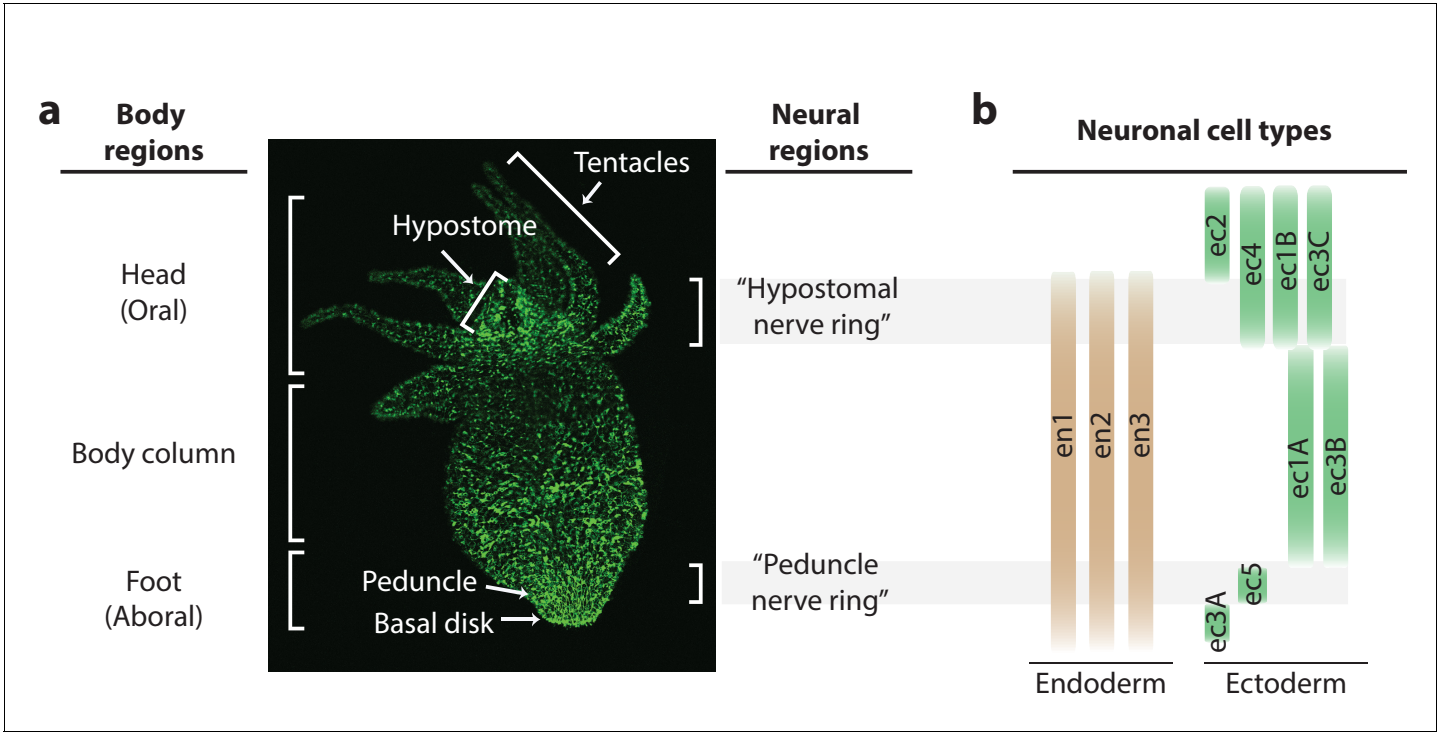 a
Body
regions
Neural
regions
b
Neuronal cell types
Tentacles
Hypostome
Head
(Oral)
“Hypostomal
nerve ring”
Body column
Foot
(Aboral)
Peduncle
Basal disk
“Peduncle
nerve ring”
ec2
ec4
ec1B
ec3C
en1
en2
en3
ec1A
ec3B
ec5
ec3A
Endoderm
Ectoderm